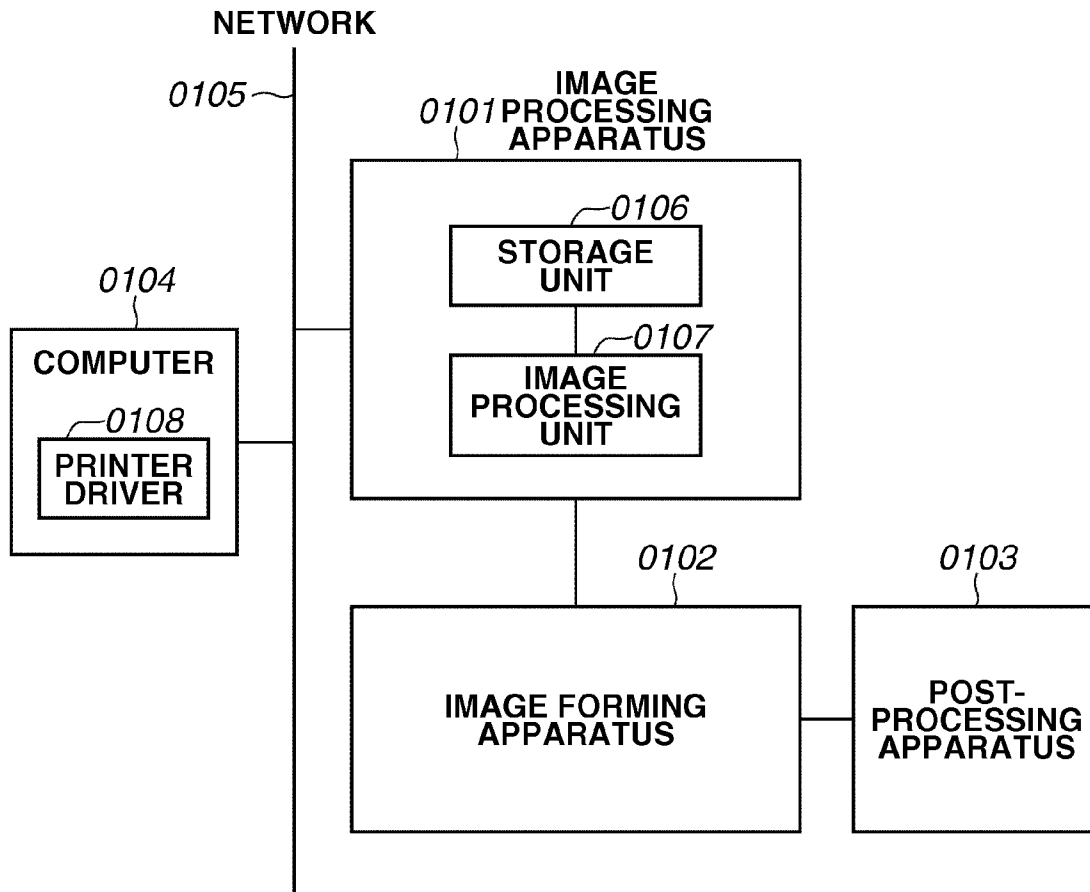 NETWORK
0105
IMAGE
PROCESSING
APPARATUS
0101
0106
STORAGE
UNIT
0107
IMAGE
PROCESSING
UNIT
0104
COMPUTER
0108
PRINTER
DRIVER
0102
IMAGE FORMING
APPARATUS
0103
POST-
PROCESSING
APPARATUS